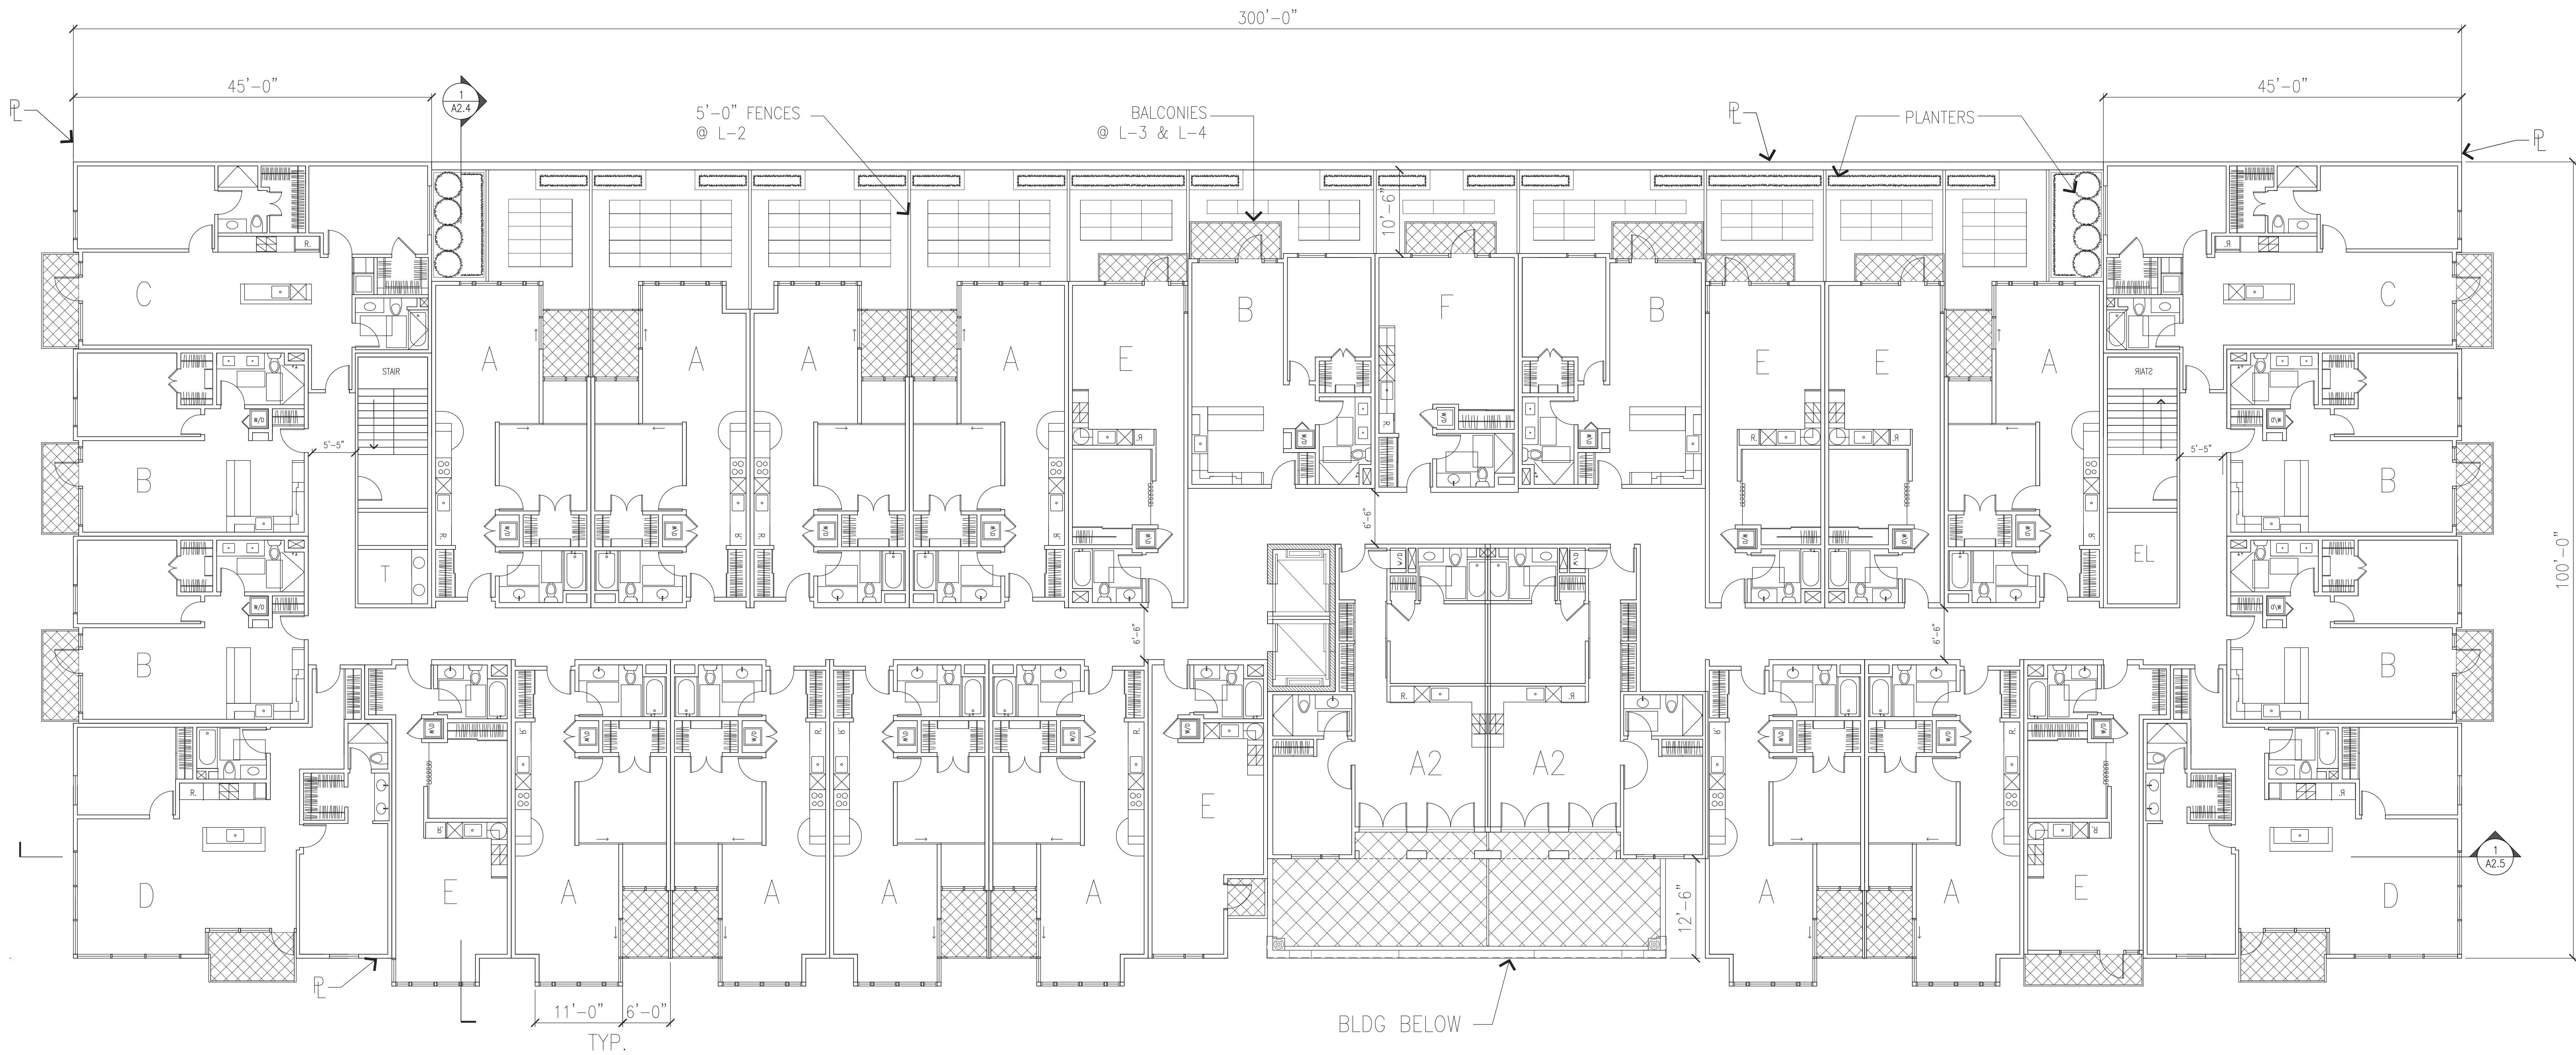 300'-0"
45'-0"
1
A2.4
5'-0" FENCES
@ L-2
BALCONIES
@ L-3 & L-4
PL
PLANTERS
45'-0"
PL
PL
10'-6"
R.
R.
C
C
B
F
B
A
A
A
A
E
E
E
A
STAIR
STAIR
W/D
W/D
5'-5"
5'-5"
B
B
R.
R.
R.
R.
W/D
W/D
W/D
W/D
W/D
W/D
W/D
W/D
W/D
W/D
W/D
W/D
6'-6"
T
EL
W/D
W/D
W/D
W/D
100'-0"
6'-6"
6'-6"
B
B
R.
R.
W/D
W/D
W/D
W/D
W/D
W/D
W/D
W/D
W/D
W/D
R.
R.
R.
R.
A2
A2
E
D
E
A
A
A
A
A
A
E
D
1
A2.5
12'-6"
PL
11'-0"
6'-0"
TYP.
BLDG BELOW